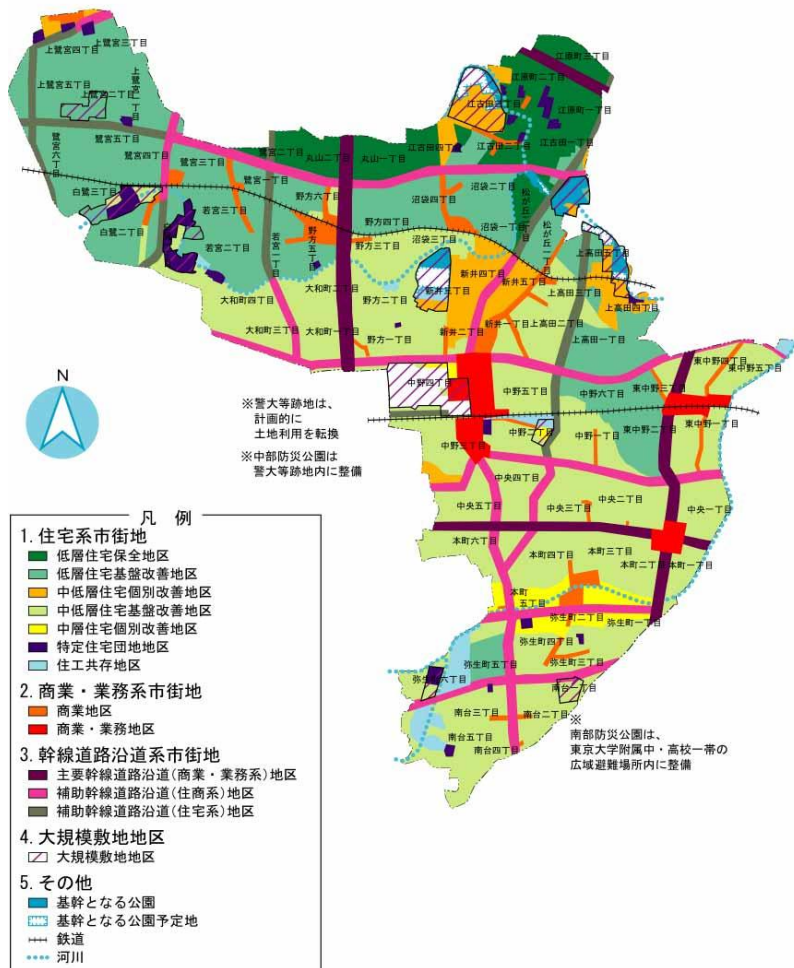 上鷺宮三丁目
上鷺宮四丁目
上鷺宮五丁目
上鷺宮二丁目
上鷺宮一丁目
鷺宮五丁目
鷺宮六丁目
鷺宮四丁目
鷺宮三丁目
鷺宮二丁目
鷺宮一丁目
白鷺三丁目
白鷺二丁目
若宮三丁目
若宮二丁目
若宮一丁目
丸山二丁目
丸山一丁目
野方六丁目
野方五丁目
野方四丁目
野方三丁目
野方二丁目
野方一丁目
大和町四丁目
大和町三丁目
大和町二丁目
大和町一丁目
江原町三丁目
江原町二丁目
江原町一丁目
江古田三丁目
江古田四丁目
江古田二丁目
江古田一丁目
沼袋四丁目
沼袋三丁目
沼袋二丁目
沼袋一丁目
松が丘二丁目
松が丘一丁目
新井四丁目
新井五丁目
新井三丁目
新井二丁目
新井一丁目
上高田五丁目
上高田三丁目
上高田四丁目
上高田二丁目
上高田一丁目
中野四丁目
中野五丁目
中野六丁目
中野三丁目
中野二丁目
中野一丁目
東中野四丁目
東中野五丁目
東中野三丁目
東中野二丁目
東中野一丁目
中央四丁目
中央五丁目
中央三丁目
中央二丁目
中央一丁目
本町六丁目
本町四丁目
本町三丁目
本町二丁目
本町一丁目
本町
五丁目
弥生町二丁目
弥生町一丁目
弥生町四丁目
弥生町三丁目
弥生町五丁目
弥生町六丁目
南台一丁目
南台三丁目
南台二丁目
南台五丁目
南台四丁目
N
※警大等跡地は、
計画的に
土地利用を転換
※中部防災公園は
警大等跡地内に整備
※
南部防災公園は、
東京大学附属中・高校一帯の
広域避難場所内に整備
凡 例
1. 住宅系市街地
低層住宅保全地区
低層住宅基盤改善地区
中低層住宅個別改善地区
中低層住宅基盤改善地区
中層住宅個別改善地区
特定住宅団地地区
住工共存地区
2. 商業・業務系市街地
商業地区
商業・業務地区
3. 幹線道路沿道系市街地
主要幹線道路沿道(商業・業務系)地区
補助幹線道路沿道(住商系)地区
補助幹線道路沿道(住宅系)地区
4. 大規模敷地地区
大規模敷地地区
5. その他
基幹となる公園
基幹となる公園予定地
鉄道
河川